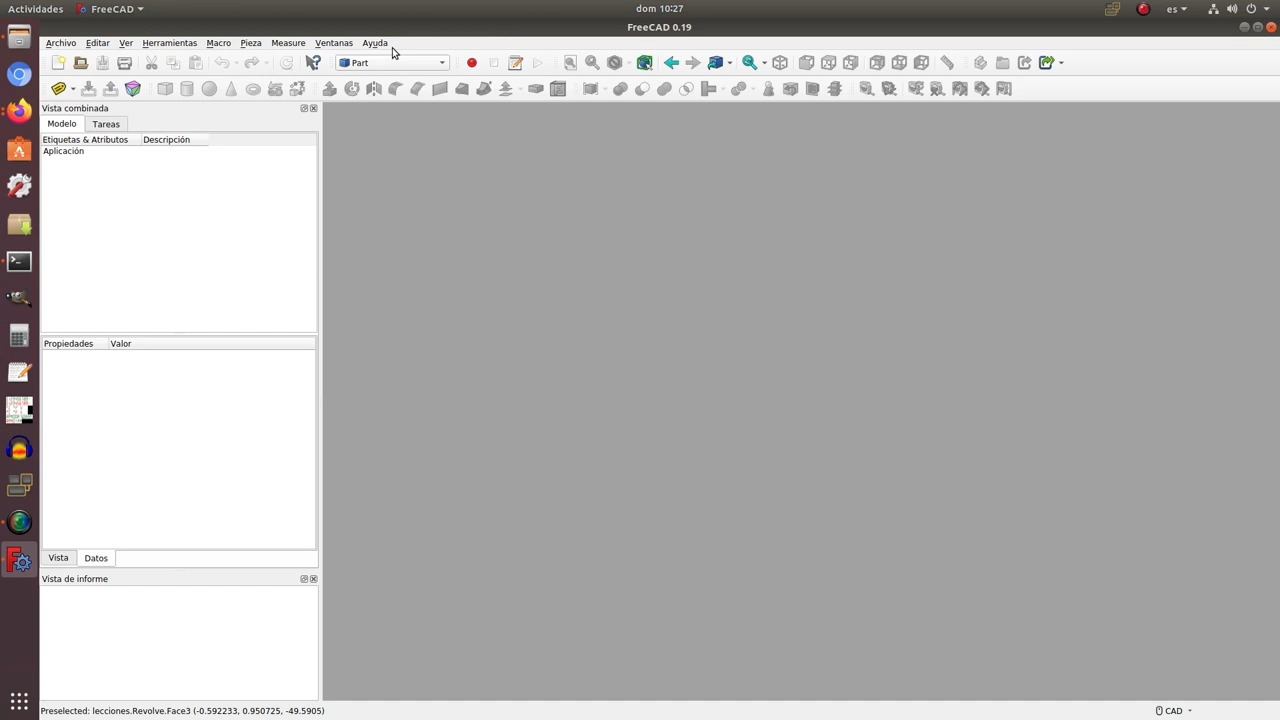 Actividades FreeCAD dom 10:27 es
FreeCAD 0.19
Archivo Editar Ver Herramientas Macro Pieza Measure Ventanas Ayuda
Part
Vista combinada
Modelo Tareas
Etiquetas & Atributos Descripción
Aplicación
Propiedades Valor
Vista Datos
Vista de informe
Preselected: lecciones.Revolve.Face3 (-0.592233, 0.950725, -49.5905) CAD